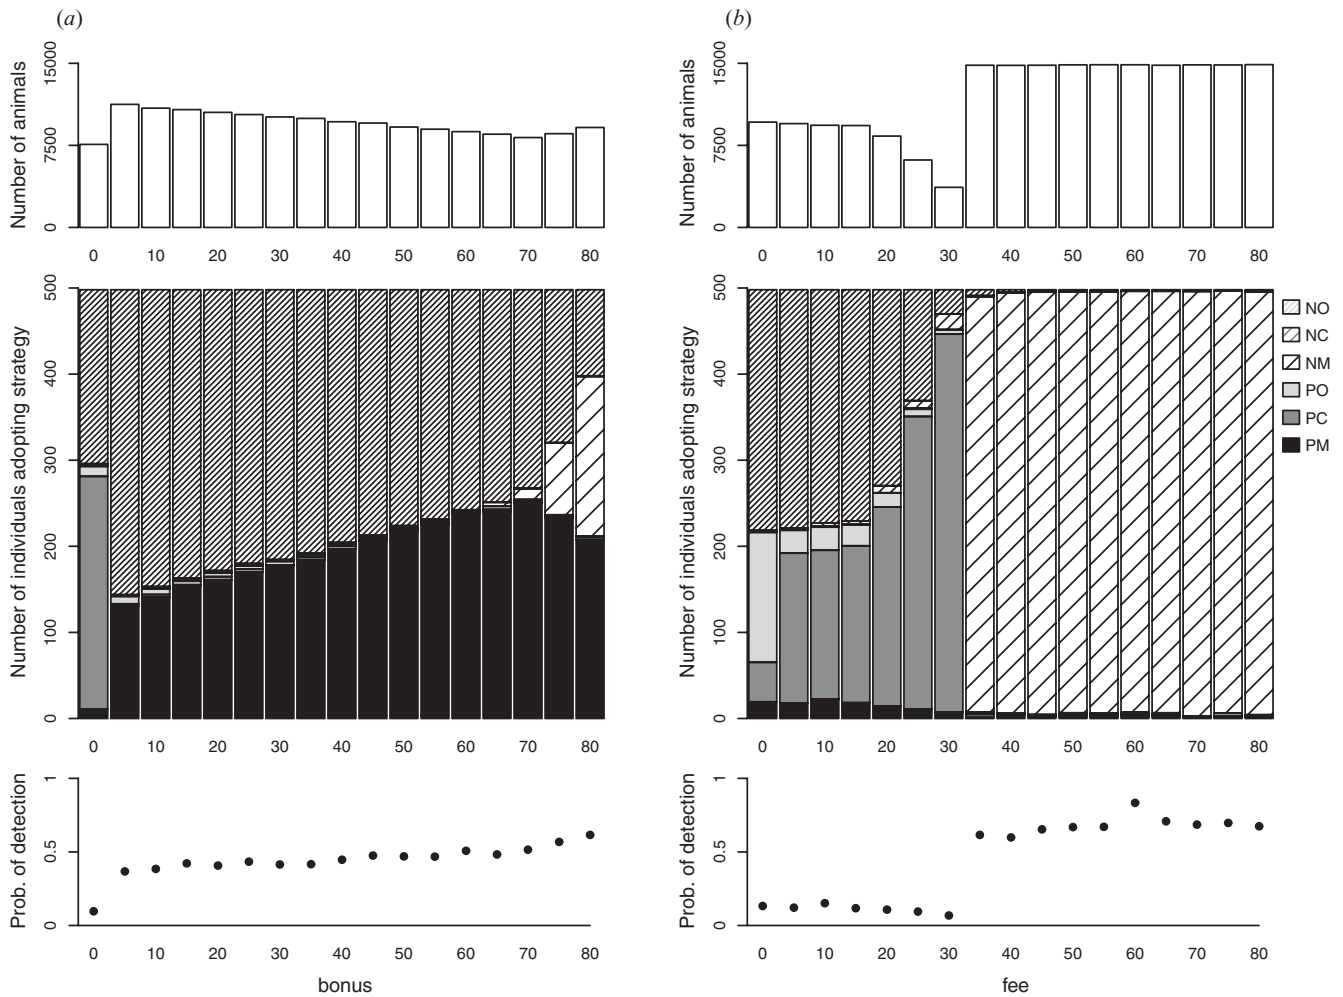 (a)
(b)
Number of animals
15000
7500
0
0 10 20 30 40 50 60 70 80
Number of animals
15000
7500
0
0 10 20 30 40 50 60 70 80
Number of individuals adopting strategy
500
400
300
200
100
0
0 10 20 30 40 50 60 70 80
Number of individuals adopting strategy
500
400
300
200
100
0
0 10 20 30 40 50 60 70 80
NO
NC
NM
PO
PC
PM
Prob. of detection
1
0.5
0
0 10 20 30 40 50 60 70 80
bonus
Prob. of detection
1
0.5
0
0 10 20 30 40 50 60 70 80
fee